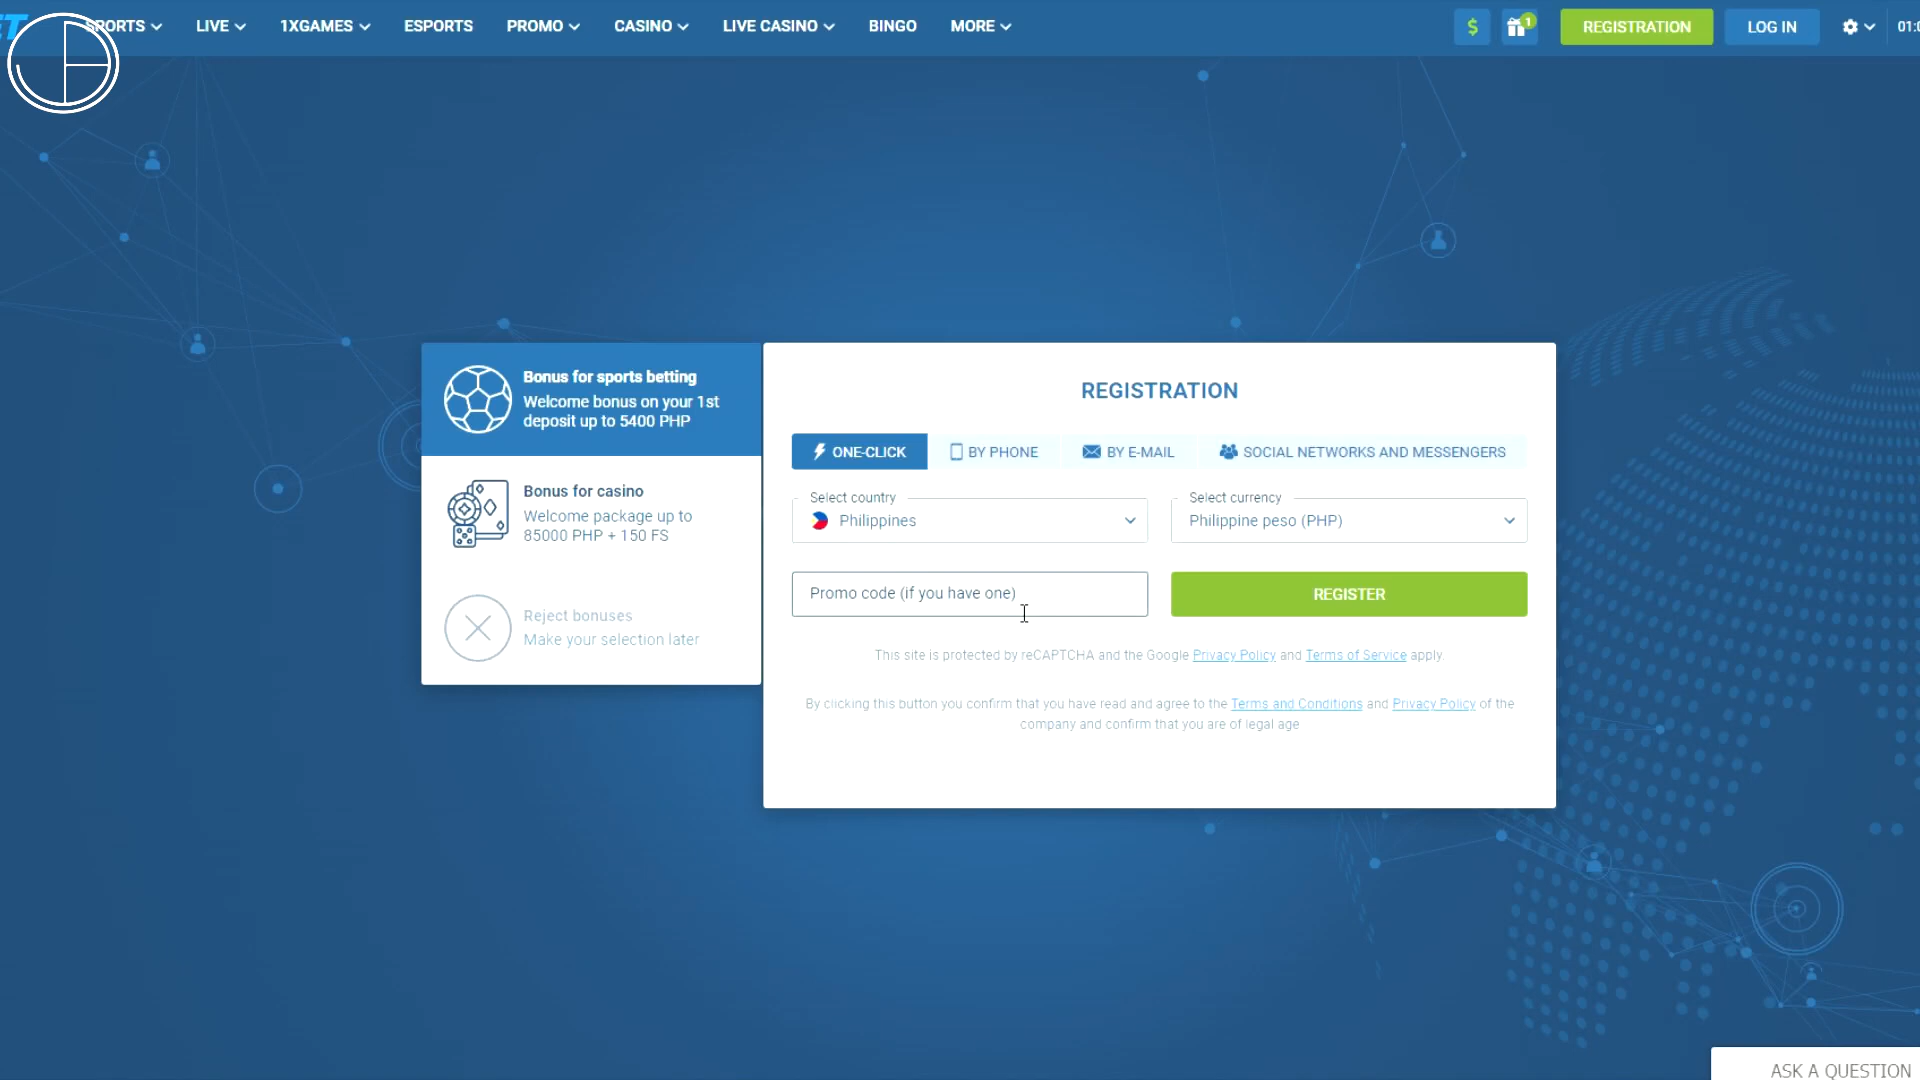 SPORTS
LIVE
1XGAMES
ESPORTS
PROMO
CASINO
LIVE CASINO
BINGO
MORE
$
1
REGISTRATION
LOG IN
Bonus for sports betting
Welcome bonus on your 1st
deposit up to 5400 PHP
Bonus for casino
Welcome package up to
85000 PHP + 150 FS
Reject bonuses
Make your selection later
REGISTRATION
ONE-CLICK
BY PHONE
BY E-MAIL
SOCIAL NETWORKS AND MESSENGERS
Select country
Philippines
Select currency
Philippine peso (PHP)
Promo code (if you have one)
REGISTER
This site is protected by reCAPTCHA and the Google Privacy Policy and Terms of Service apply.
By clicking this button you confirm that you have read and agree to the Terms and Conditions and Privacy Policy of the
company and confirm that you are of legal age
ASK A QUESTION